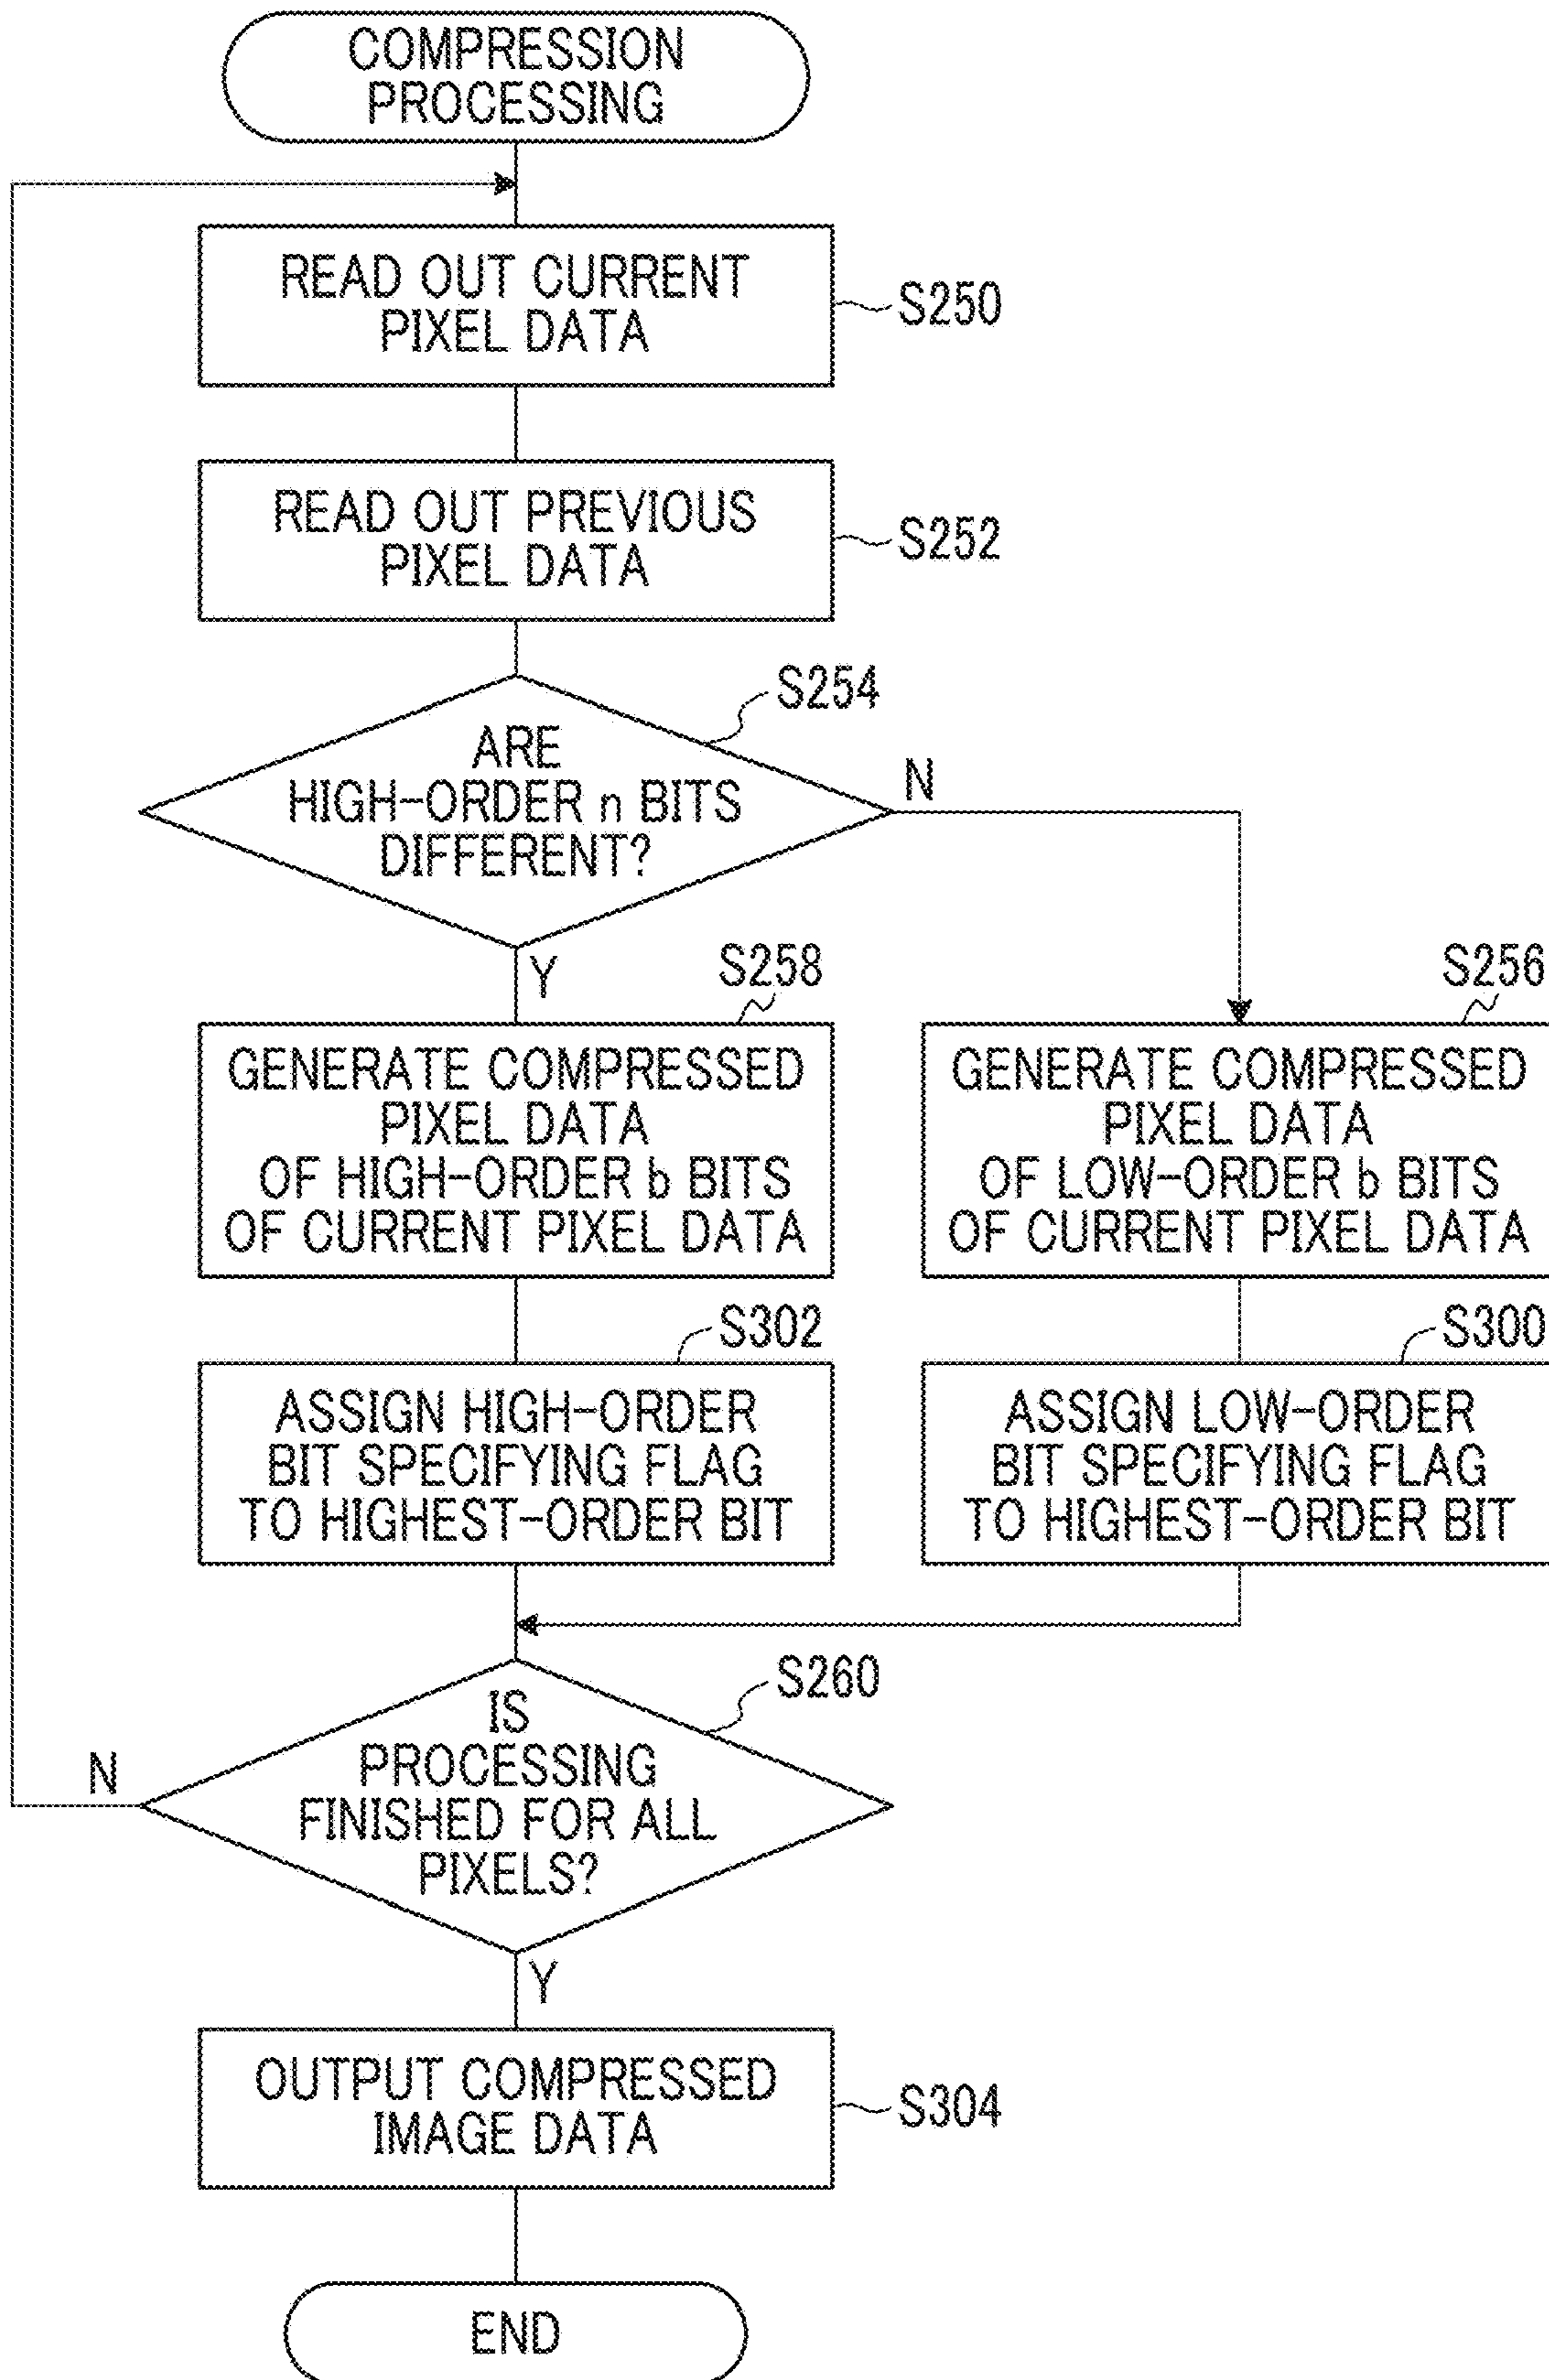 COMPRESSION
PROCESSING
READ OUT CURRENT
PIXEL DATA
S250
READ OUT PREVIOUS
PIXEL DATA
S252
S254
ARE
HIGH-ORDER n BITS
DIFFERENT?
N
Y
S258
GENERATE COMPRESSED
PIXEL DATA
OF HIGH-ORDER b BITS
OF CURRENT PIXEL DATA
S256
GENERATE COMPRESSED
PIXEL DATA
OF LOW-ORDER b BITS
OF CURRENT PIXEL DATA
S302
ASSIGN HIGH-ORDER
BIT SPECIFYING FLAG
TO HIGHEST-ORDER BIT
S300
ASSIGN LOW-ORDER
BIT SPECIFYING FLAG
TO HIGHEST-ORDER BIT
S260
IS
PROCESSING
FINISHED FOR ALL
PIXELS?
N
Y
OUTPUT COMPRESSED
IMAGE DATA
S304
END